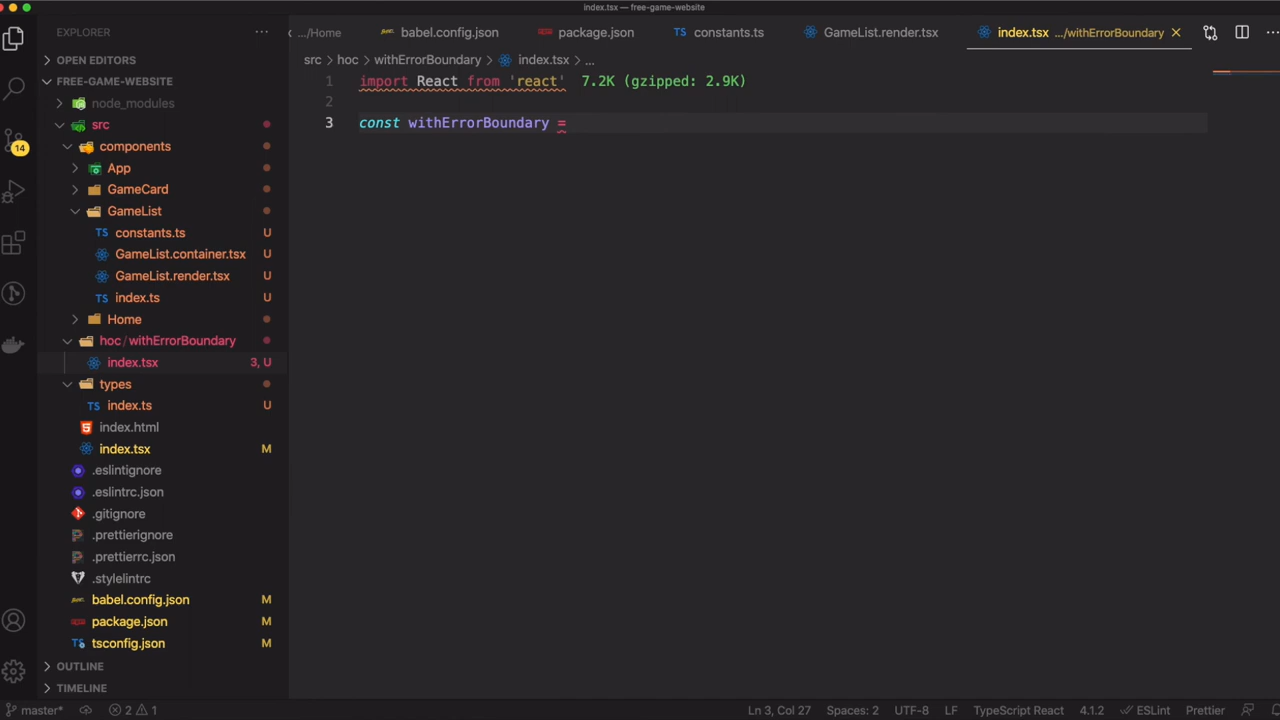 index.tsx — free-game-website
EXPLORER
.../Home
babel.config.json
package.json
constants.ts
GameList.render.tsx
index.tsx .../withErrorBoundary
src > hoc > withErrorBoundary > index.tsx > ...
OPEN EDITORS
FREE-GAME-WEBSITE
node_modules
src
components
App
GameCard
GameList
TS constants.ts U
GameList.container.tsx U
GameList.render.tsx U
TS index.ts U
Home
hoc/withErrorBoundary
index.tsx 3, U
types
TS index.ts U
index.html
index.tsx M
.eslintignore
.eslintrc.json
.gitignore
.prettierignore
.prettierrc.json
.stylelintrc
babel.config.json M
package.json M
TS tsconfig.json M
OUTLINE
TIMELINE
14
1 import React from 'react' 7.2K (gzipped: 2.9K)
2
3 const withErrorBoundary =
master* 2 1 Ln 3, Col 27 Spaces: 2 UTF-8 LF TypeScript React 4.1.2 ESLint Prettier